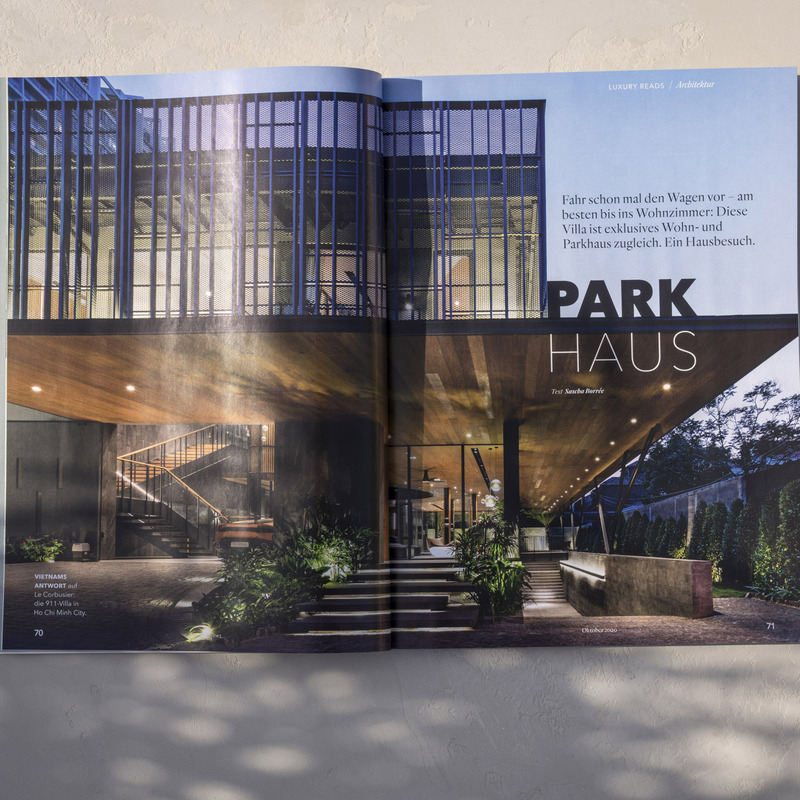 LUXURY READS / Architektur
Fahr schon mal den Wagen vor – am
besten bis ins Wohnzimmer: Diese
Villa ist exklusives Wohn- und
Parkhaus zugleich. Ein Hausbesuch.
PARK
HAUS
Text Sascha Borrée
VIETNAMS
ANTWORT auf
Le Corbusier:
die 911-Villa in
Ho Chi Minh City.
70
Oktober 2020
71